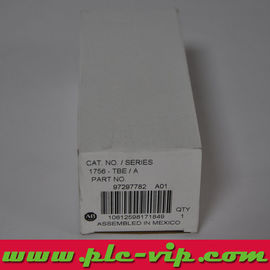 CAT. NO. / SERIES
1756 - TBE / A
PART NO.
97297782 A01
AB
QTY
10612598171849
1
ASSEMBLED IN MEXICO
www.plc-vip.com